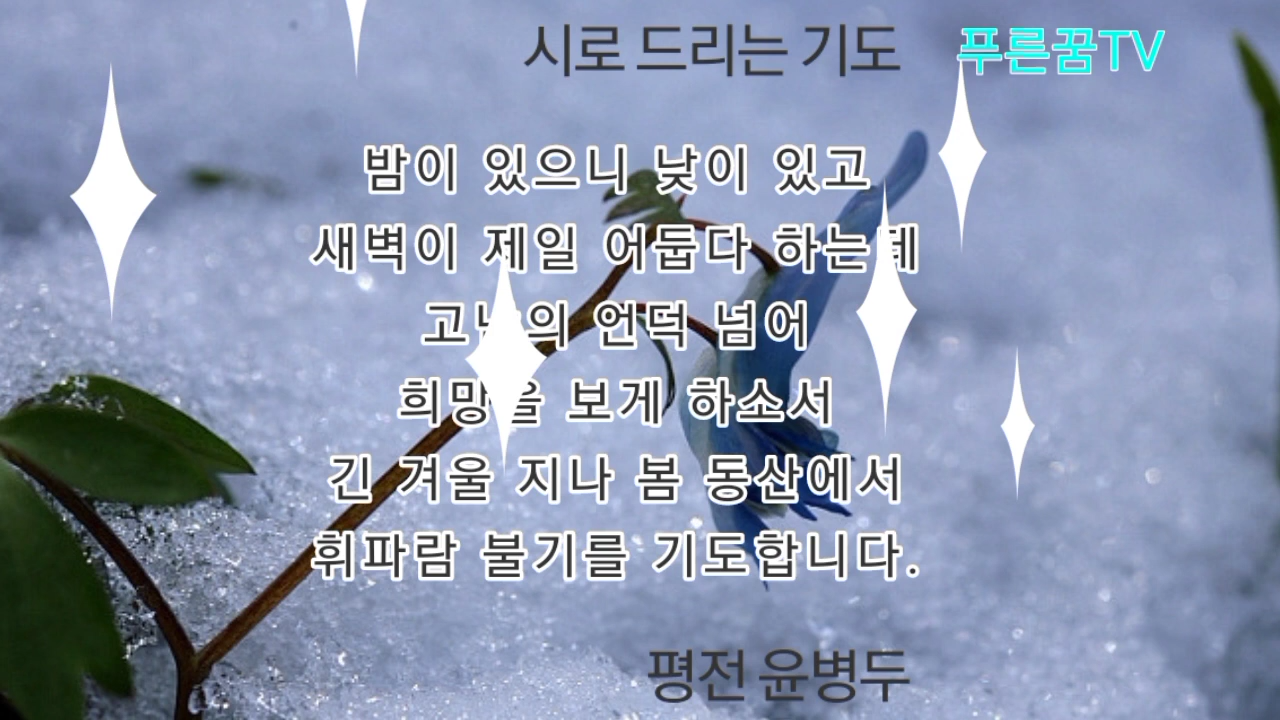 시로 드리는 기도 푸른꿈TV
밤이 있으니 낮이 있고
새벽이 제일 어둡다 하는데
언덕 넘어
희망을 보게 하소서
긴 겨울 지나 봄 동산에서
휘파람 불기를 기도합니다.
평전 윤병두